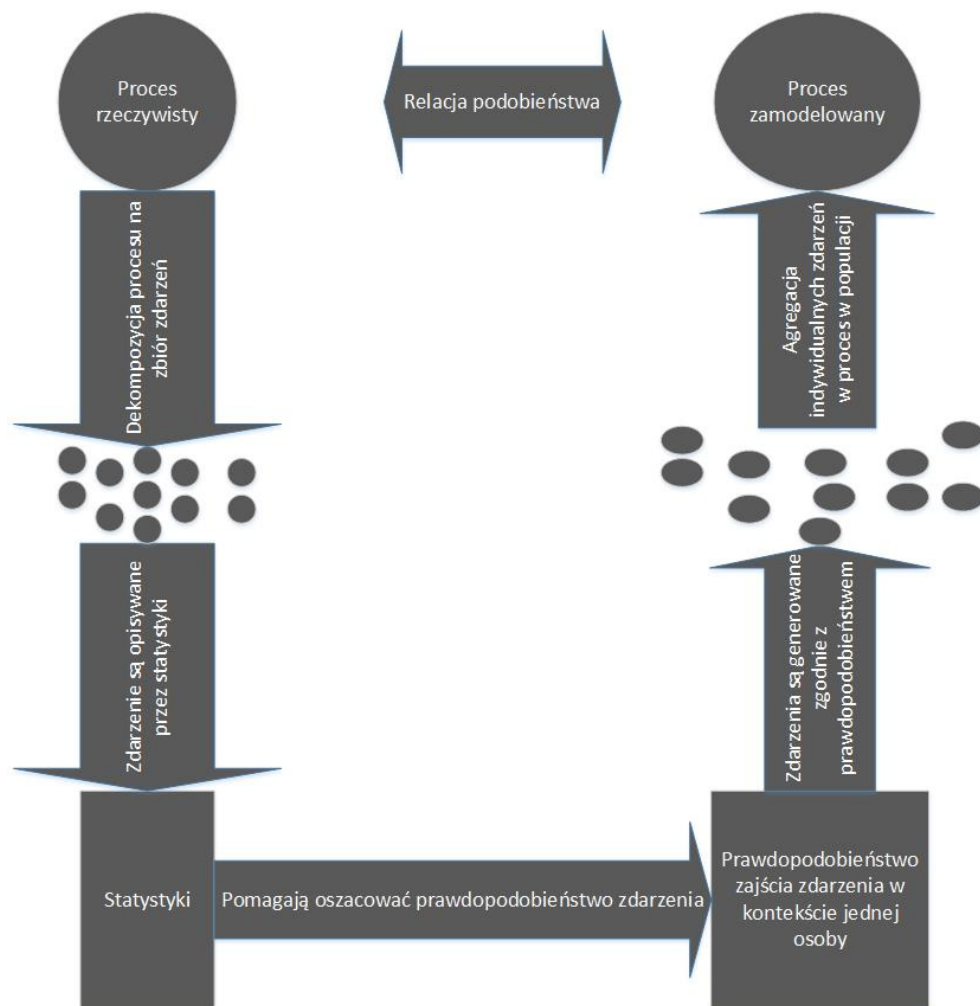 Proces
rzeczywisty
Relacja podobieństwa
Proces
zamodelowany
Dekompozycja procesu na
zbiór zdarzeń
Agregacja
indywidualnych zdarzeń
w proces w populacji
Zdarzenie są opisywane
przez statystyki
Zdarzenia są generowane
zgodnie z
prawdopodobieństwem
Statystyki
Pomagają oszacować prawdopodobieństwo zdarzenia
Prawdopodobieństwo
zajścia zdarzenia w
kontekście jednej
osoby